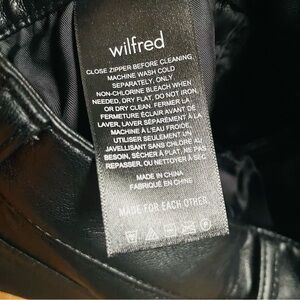 wilfred
CLOSE ZIPPER BEFORE CLEANING,
MACHINE WASH COLD
SEPARATELY, ONLY
NON-CHLORINE BLEACH WHEN
NEEDED, DRY FLAT, DO NOT IRON,
OR DRY CLEAN. FERMER LA
FERMETURE ÉCLAIR AVANT DE
LAVER, LAVER SÉPARÉMENT À LA
MACHINE À L'EAU FROIDE,
UTILISER SEULEMENT UN
JAVELLISANT SANS CHLORE AU
BESOIN, SÉCHER À PLAT, NE PAS
REPASSER, OU NETTOYER À SEC.
MADE IN CHINA
FABRIQUÉ EN CHINE
MADE FOR EACH OTHER.